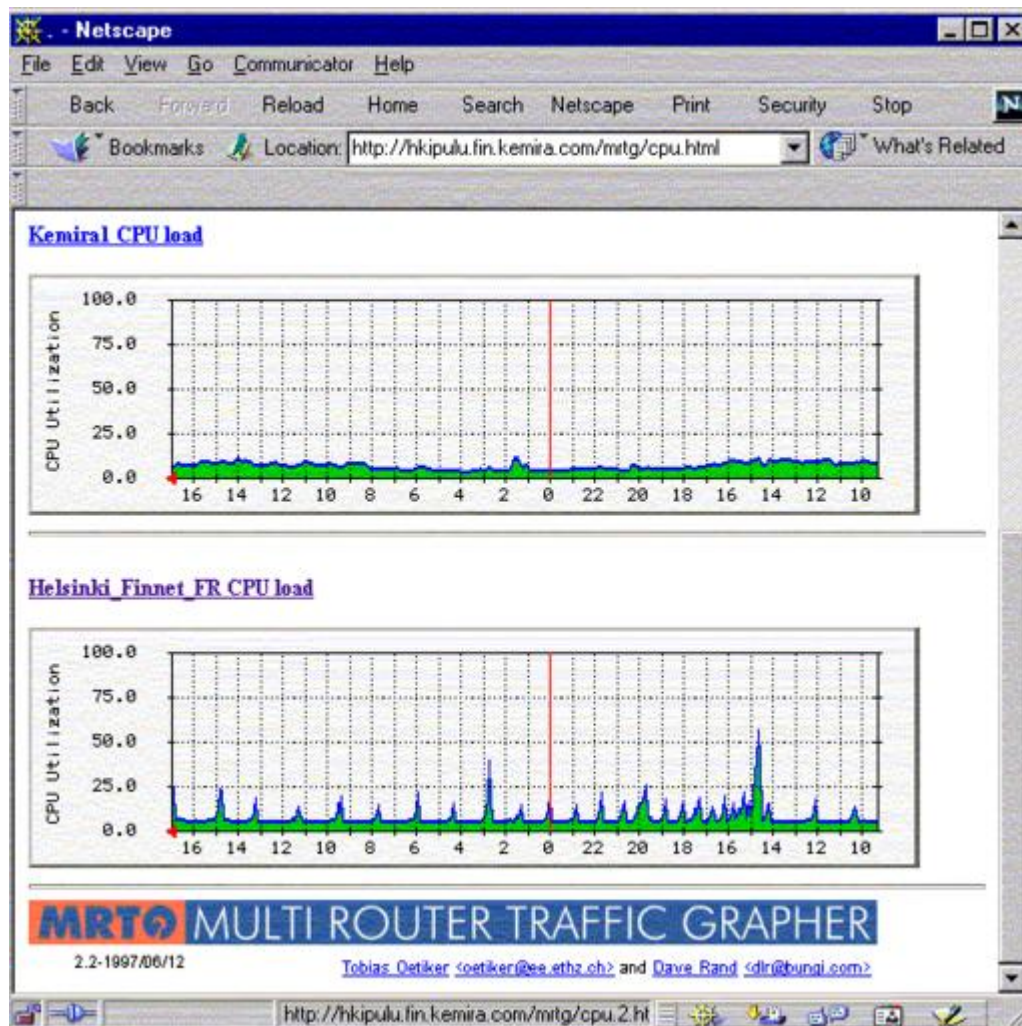 . - Netscape
File Edit View Go Communicator Help
Back Forward Reload Home Search Netscape Print Security Stop N
Bookmarks Location: http://hkipulu.fin.kemira.com/mrtg/cpu.html What's Related
Kemira1 CPU load
CPU Utilization
100.0
75.0
50.0
25.0
0.0
16 14 12 10 8 6 4 2 0 22 20 18 16 14 12 10
Helsinki_Finnet_FR CPU load
CPU Utilization
100.0
75.0
50.0
25.0
0.0
16 14 12 10 8 6 4 2 0 22 20 18 16 14 12 10
MRTG MULTI ROUTER TRAFFIC GRAPHER
2.2-1997/06/12 Tobias Oetiker <oetiker@ee.ethz.ch> and Dave Rand <dlr@bungi.com>
http://hkipulu.fin.kemira.com/mrtg/cpu.2.ht